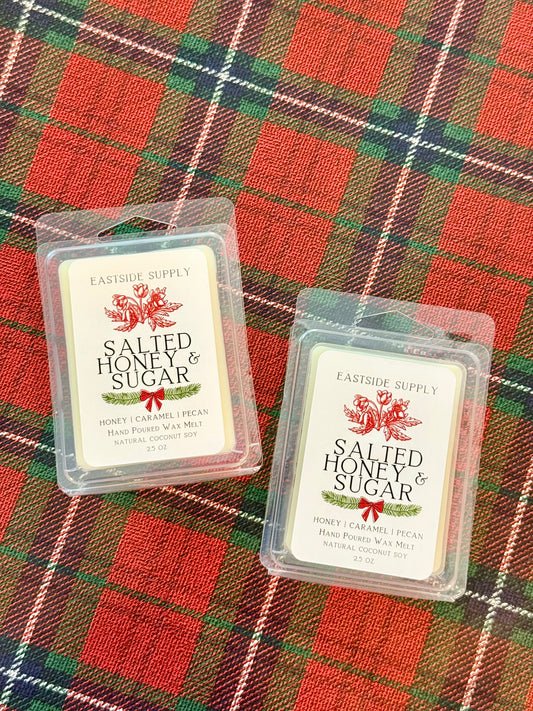 EASTSIDE SUPPLY
SALTED
HONEY &
SUGAR
HONEY | CARAMEL | PECAN
HAND POURED WAX MELT
NATURAL COCONUT SOY
2.5 OZ
EASTSIDE SUPPLY
SALTED
HONEY &
SUGAR
HONEY | CARAMEL | PECAN
HAND POURED WAX MELT
NATURAL COCONUT SOY
2.5 OZ